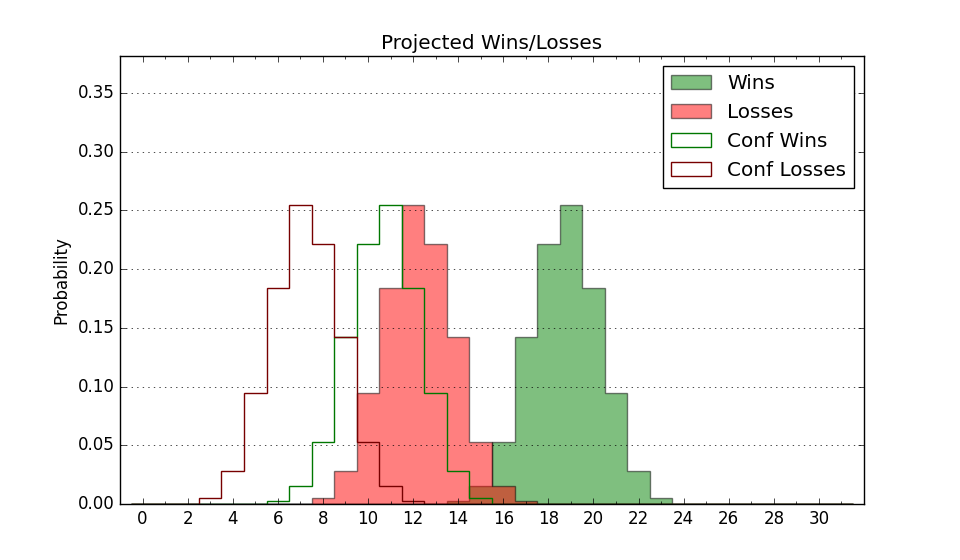 Projected Wins/Losses
Wins
Losses
Conf Wins
Conf Losses
Probability
0.35
0.30
0.25
0.20
0.15
0.10
0.05
0.00
0 2 4 6 8 10 12 14 16 18 20 22 24 26 28 30